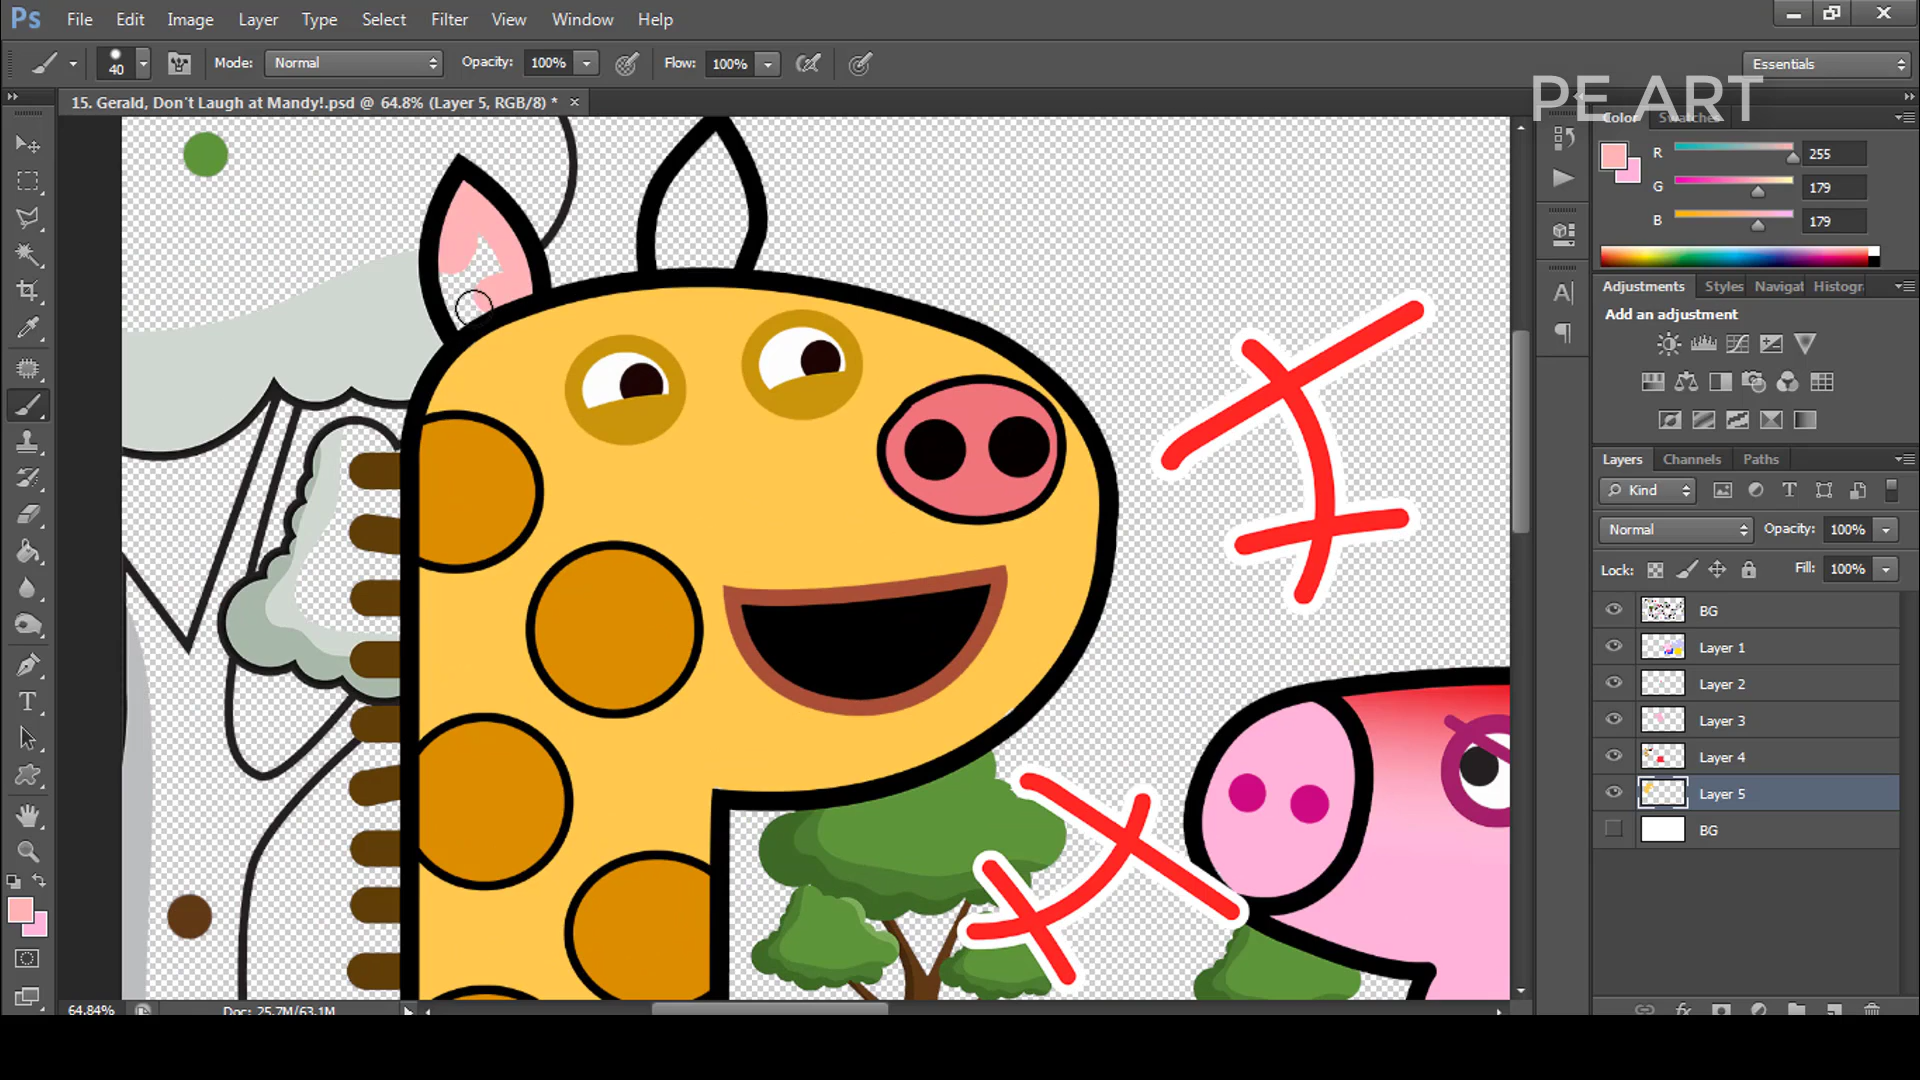 Ps File Edit Image Layer Type Select Filter View Window Help
40 Mode: Normal Opacity: 100% Flow: 100% Essentials
15. Gerald, Don't Laugh at Mandy!.psd @ 64.8% (Layer 5, RGB/8) *
PE ART
Color Swatches
R 255
G 179
B 179
Adjustments Styles Navigat Histogr
Add an adjustment
Layers Channels Paths
Kind
Normal Opacity: 100%
Lock: Fill: 100%
BG
Layer 1
Layer 2
Layer 3
Layer 4
Layer 5
BG
64.84% Doc: 25.7M/63.1M